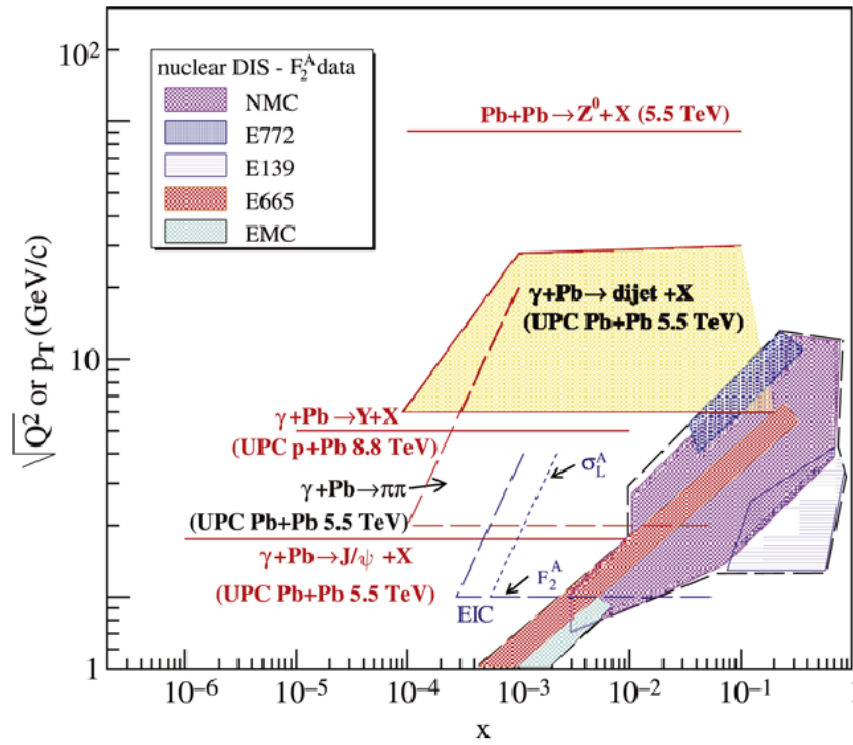 nuclear DIS - F₂ᴬ data
NMC
E772
E139
E665
EMC
Pb+Pb→Z⁰+X (5.5 TeV)
γ+Pb→ dijet +X
(UPC Pb+Pb 5.5 TeV)
γ+Pb→Υ+X
(UPC p+Pb 8.8 TeV)
γ+Pb→ππ
(UPC Pb+Pb 5.5 TeV)
γ+Pb→J/ψ +X
(UPC Pb+Pb 5.5 TeV)
σ_Lᴬ
F₂ᴬ
EIC
√Q² or p_T (GeV/c)
10²
10
1
10⁻⁶
10⁻⁵
10⁻⁴
10⁻³
10⁻²
10⁻¹
1
x